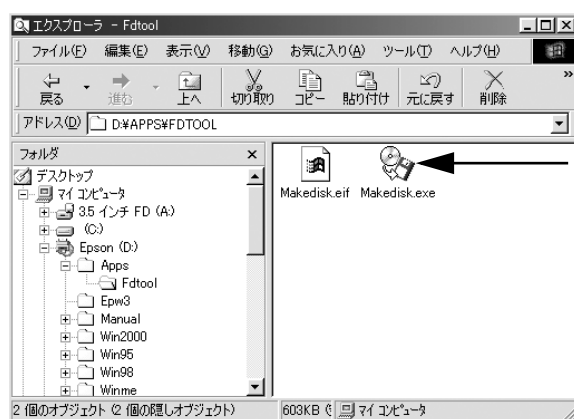 エクスプローラ - Fdtool
ファイル(F) 編集(E) 表示(V) 移動(G) お気に入り(A) ツール(T) ヘルプ(H)
戻る 進む 上へ 切り取り コピー 貼り付け 元に戻す 削除 »
アドレス(D) D:¥APPS¥FDTOOL
フォルダ ×
デスクトップ
マイ コンピュータ
3.5 インチ FD (A:)
(C:)
Epson (D:)
Apps
Fdtool
Epw3
Manual
Win2000
Win95
Win98
Winme
Makedisk.eif Makedisk.exe
2 個のオブジェクト (2 個の隠しオブジェクト) 603KB ( マイ コンピュータ